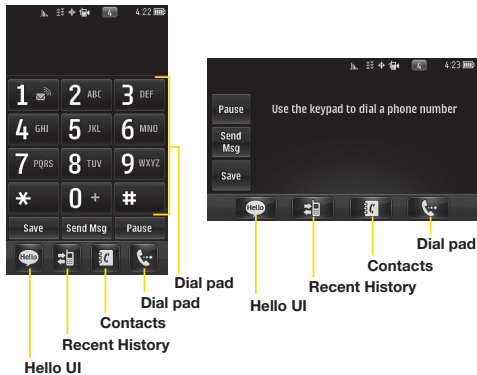 4 4:22
1 2 ABC 3 DEF
4 GHI 5 JKL 6 MNO
7 PQRS 8 TUV 9 WXYZ
* 0 + #
Save Send Msg Pause
Hello
Dial pad
Dial pad
Contacts
Recent History
Hello UI
4 4:23
Pause
Use the keypad to dial a phone number
Send
Msg
Save
Hello
Dial pad
Contacts
Recent History
Hello UI